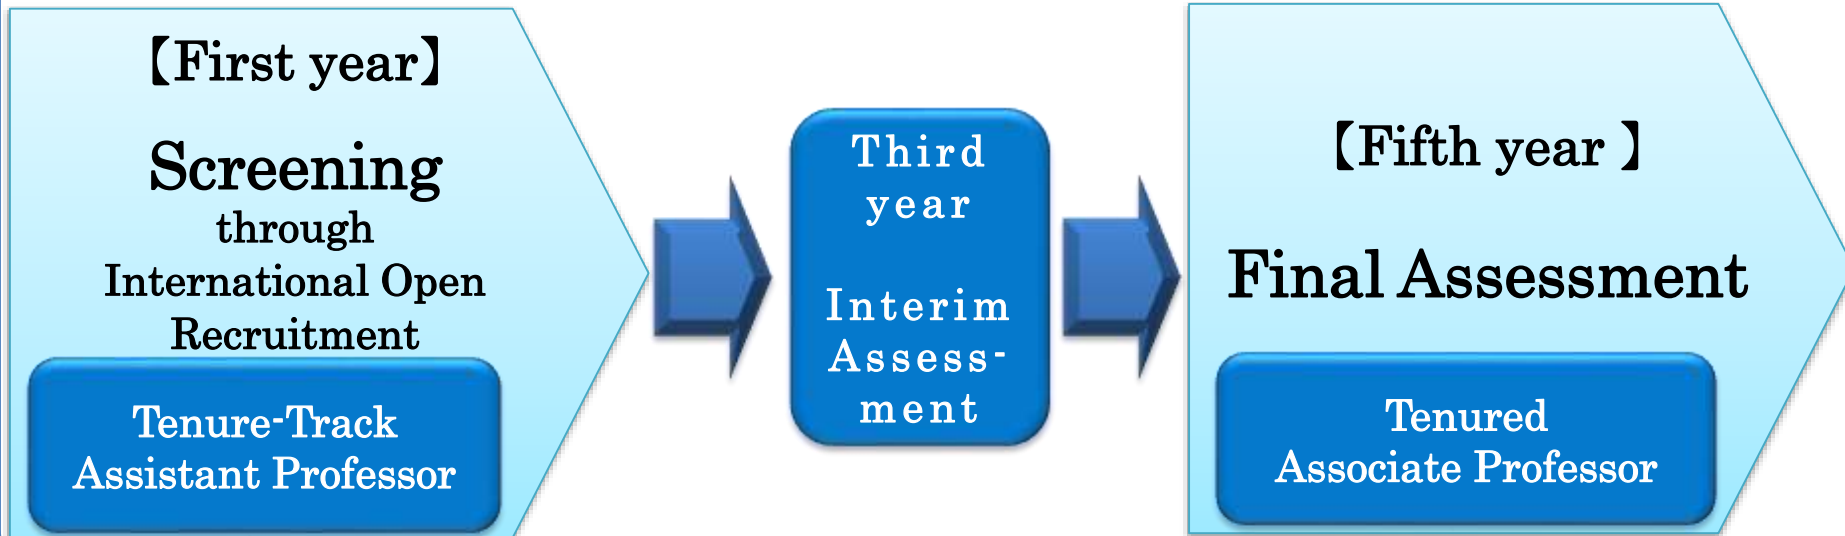 【First year】
Screening
through
International Open
Recruitment
Tenure-Track
Assistant Professor
Third
year
Interim
Assess-
ment
【Fifth year 】
Final Assessment
Tenured
Associate Professor